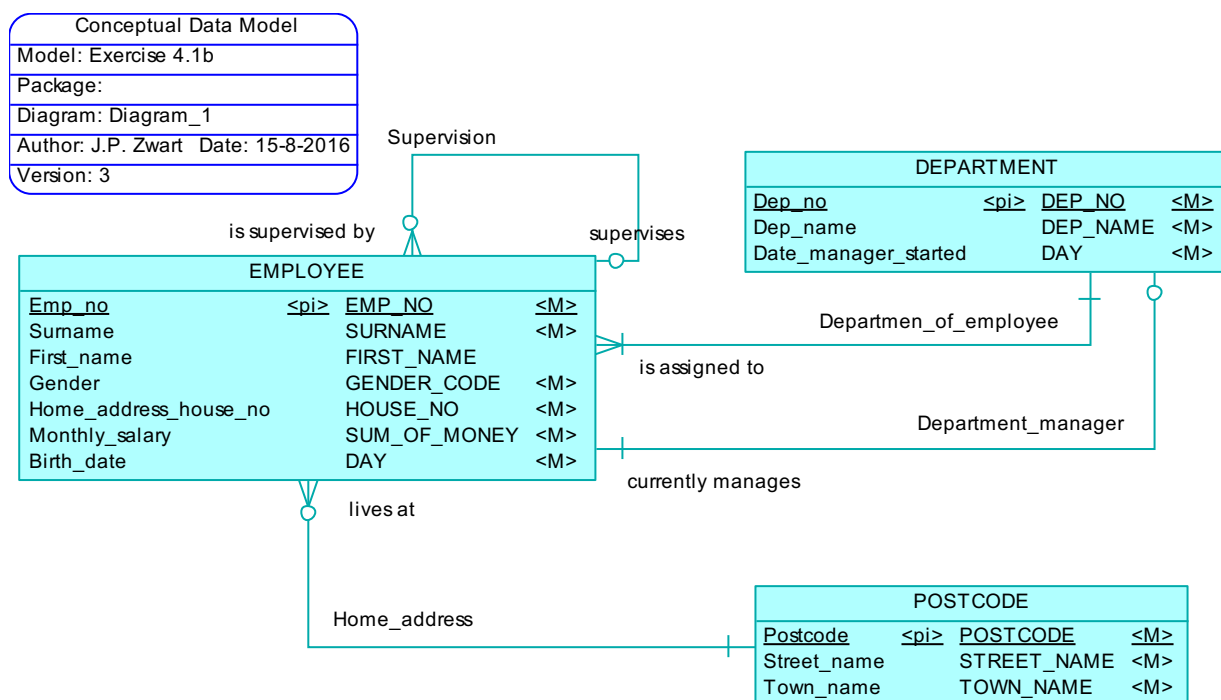 Conceptual Data Model
Model: Exercise 4.1b
Package:
Diagram: Diagram_1
Author: J.P. Zwart Date: 15-8-2016
Version: 3
Supervision
is supervised by
supervises
DEPARTMENT
Dep_no <pi> DEP_NO <M>
Dep_name DEP_NAME <M>
Date_manager_started DAY <M>
EMPLOYEE
Emp_no <pi> EMP_NO <M>
Surname SURNAME <M>
First_name FIRST_NAME
Gender GENDER_CODE <M>
Home_address_house_no HOUSE_NO <M>
Monthly_salary SUM_OF_MONEY <M>
Birth_date DAY <M>
Departmen_of_employee
is assigned to
Department_manager
currently manages
lives at
Home_address
POSTCODE
Postcode <pi> POSTCODE <M>
Street_name STREET_NAME <M>
Town_name TOWN_NAME <M>